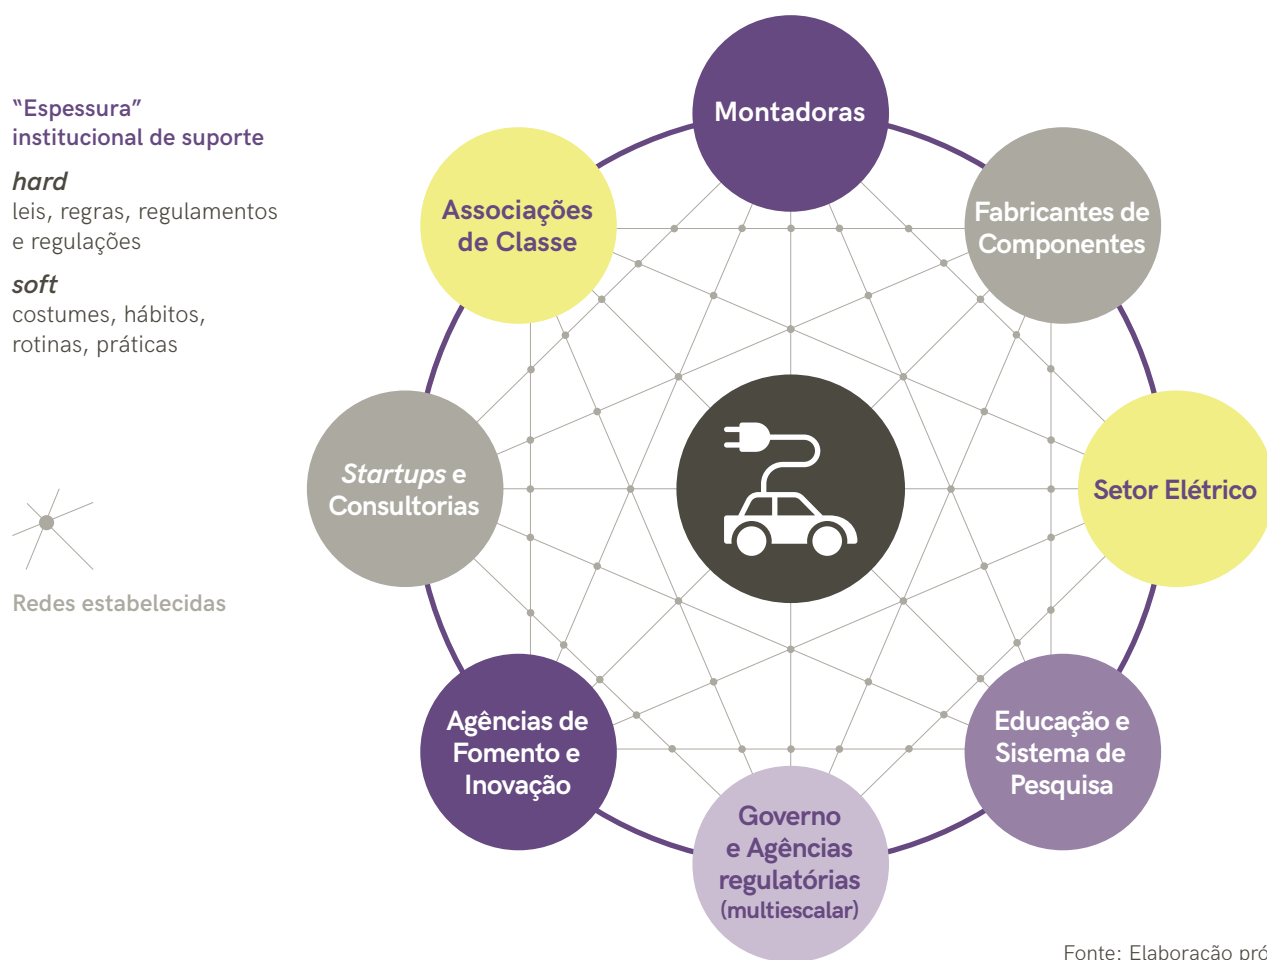 “Espessura”
institucional de suporte
hard
leis, regras, regulamentos
e regulações
soft
costumes, hábitos,
rotinas, práticas
Redes estabelecidas
Montadoras
Fabricantes de
Componentes
Setor Elétrico
Educação e
Sistema de
Pesquisa
Governo
e Agências
regulatórias
(multiescalar)
Agências de
Fomento e
Inovação
Startups e
Consultorias
Associações
de Classe
Fonte: Elaboração pró